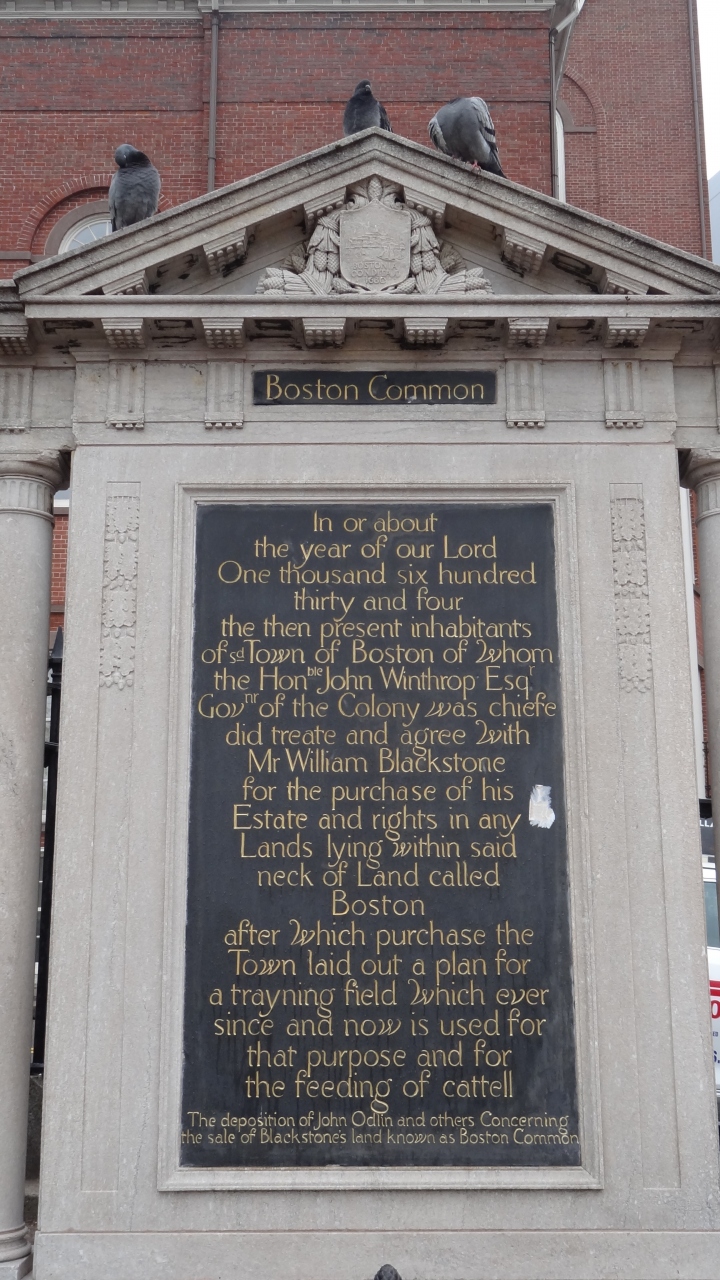 Boston Common
In or about
the year of our Lord
One thousand six hundred
thirty and four
the then present inhabitants
of sd Town of Boston of Whom
the Honble John Winthrop Esqr
Govnr of the Colony was chiefe
did treate and agree With
Mr William Blackstone
for the purchase of his
Estate and rights in any
Lands lying within said
neck of Land called
Boston
after Which purchase the
Town laid out a plan for
a trayning field Which ever
since and now is used for
that purpose and for
the feeding of cattell
The deposition of John Odlin and others Concerning
the sale of Blackstone's land known as Boston Common